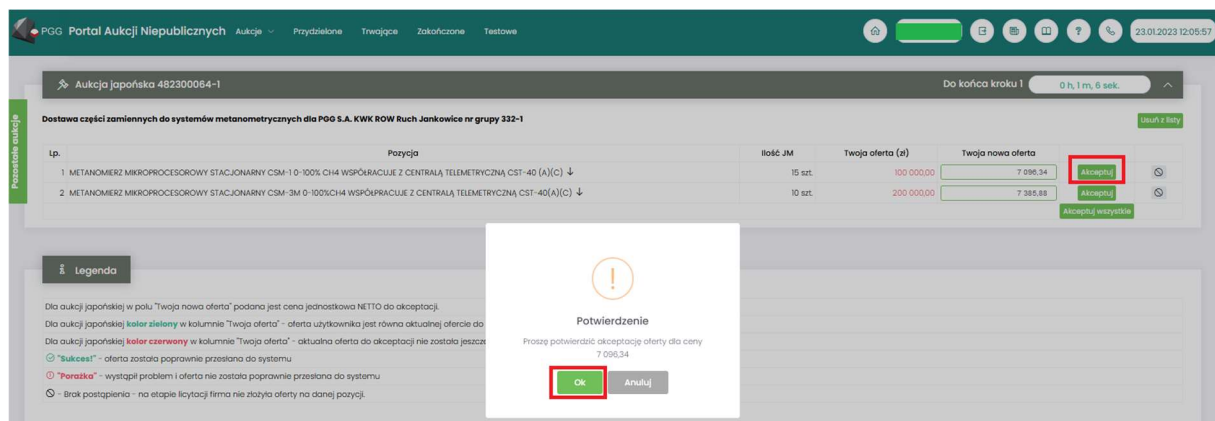 PGG Portal Aukcji Niepublicznych Aukcje Przydzielone Trwające Zakończone Testowe 23.01.2023 12:05:57
Aukcja japońska 482300064-1 Do końca kroku 1 0 h, 1 m, 6 sek.
Pozostałe aukcje
Dostawa części zamiennych do systemów metanometrycznych dla PGG S.A. KWK ROW Ruch Jankowice nr grupy 332-1 Usuń z listy
Lp. Pozycja Ilość JM Twoja oferta (zł) Twoja nowa oferta
1 METANOMIERZ MIKROPROCESOROWY STACJONARNY CSM-1 0-100% CH4 WSPÓŁRACUJE Z CENTRALĄ TELEMETRYCZNĄ CST-40 (A)(C) ↓ 15 szt. 100 000,00 7 096,34 Akceptuj
2 METANOMIERZ MIKROPROCESOROWY STACJONARNY CSM-3M 0-100%CH4 WSPÓŁPRACUJE Z CENTRALĄ TELEMETRYCZNĄ CST-40(A)(C) ↓ 10 szt. 200 000,00 7 385,88 Akceptuj
Akceptuj wszystkie
Legenda
Dla aukcji japońskiej w polu "Twoja nowa oferta" podana jest cena jednostkowa NETTO do akceptacji.
Dla aukcji japońskiej kolor zielony w kolumnie "Twoja oferta" - oferta użytkownika jest równa aktualnej ofercie do
Dla aukcji japońskiej kolor czerwony w kolumnie "Twoja oferta" - aktualna oferta do akceptacji nie została jeszcze
"Sukces!" - oferta została poprawnie przesłana do systemu
"Porażka" - wystąpił problem i oferta nie została poprawnie przesłana do systemu
- Brak postąpienia - na etapie licytacji firma nie złożyła oferty na danej pozycji.
Potwierdzenie
Proszę potwierdzić akceptację oferty dla ceny
7 096,34
Ok Anuluj